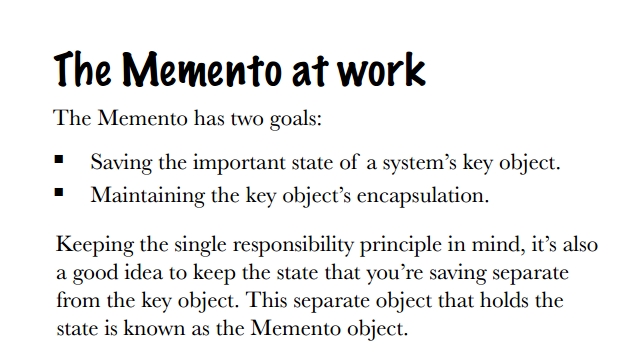 The Memento at work
The Memento has two goals:
▪ Saving the important state of a system’s key object.
▪ Maintaining the key object’s encapsulation.
Keeping the single responsibility principle in mind, it’s also
a good idea to keep the state that you’re saving separate
from the key object. This separate object that holds the
state is known as the Memento object.